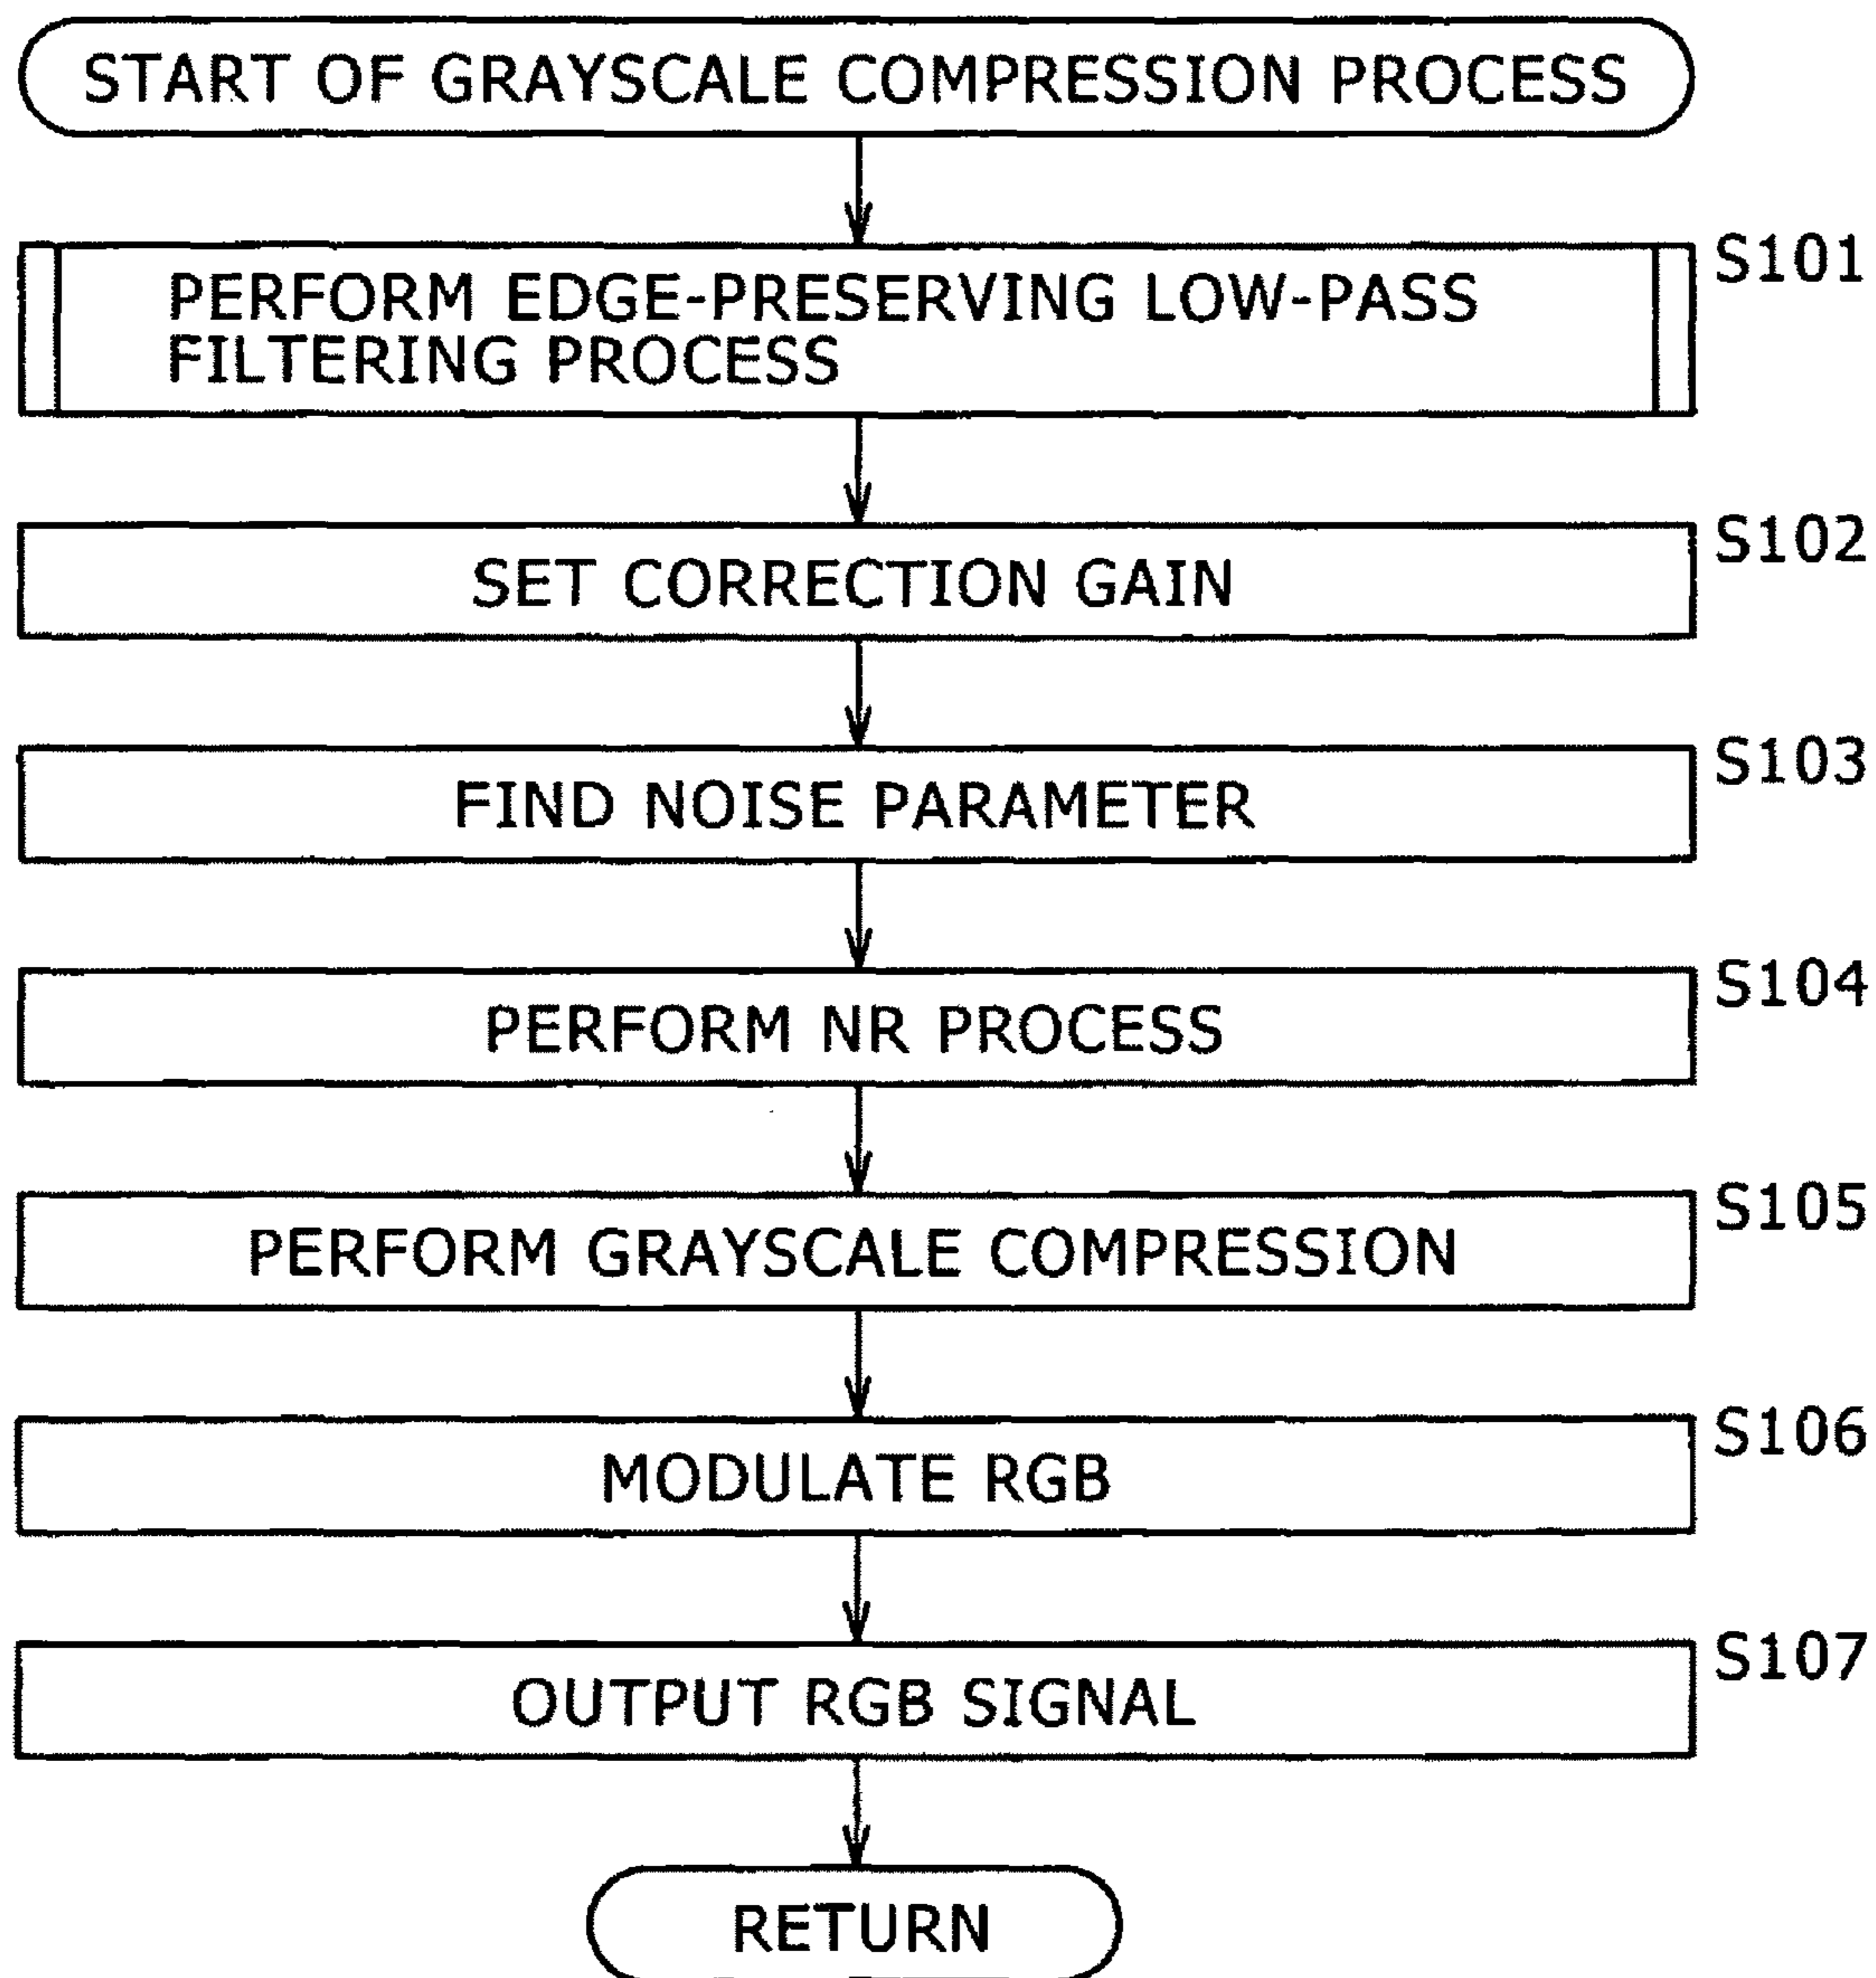 START OF GRAYSCALE COMPRESSION PROCESS
S101
PERFORM EDGE-PRESERVING LOW-PASS
FILTERING PROCESS
S102
SET CORRECTION GAIN
S103
FIND NOISE PARAMETER
S104
PERFORM NR PROCESS
S105
PERFORM GRAYSCALE COMPRESSION
S106
MODULATE RGB
S107
OUTPUT RGB SIGNAL
RETURN